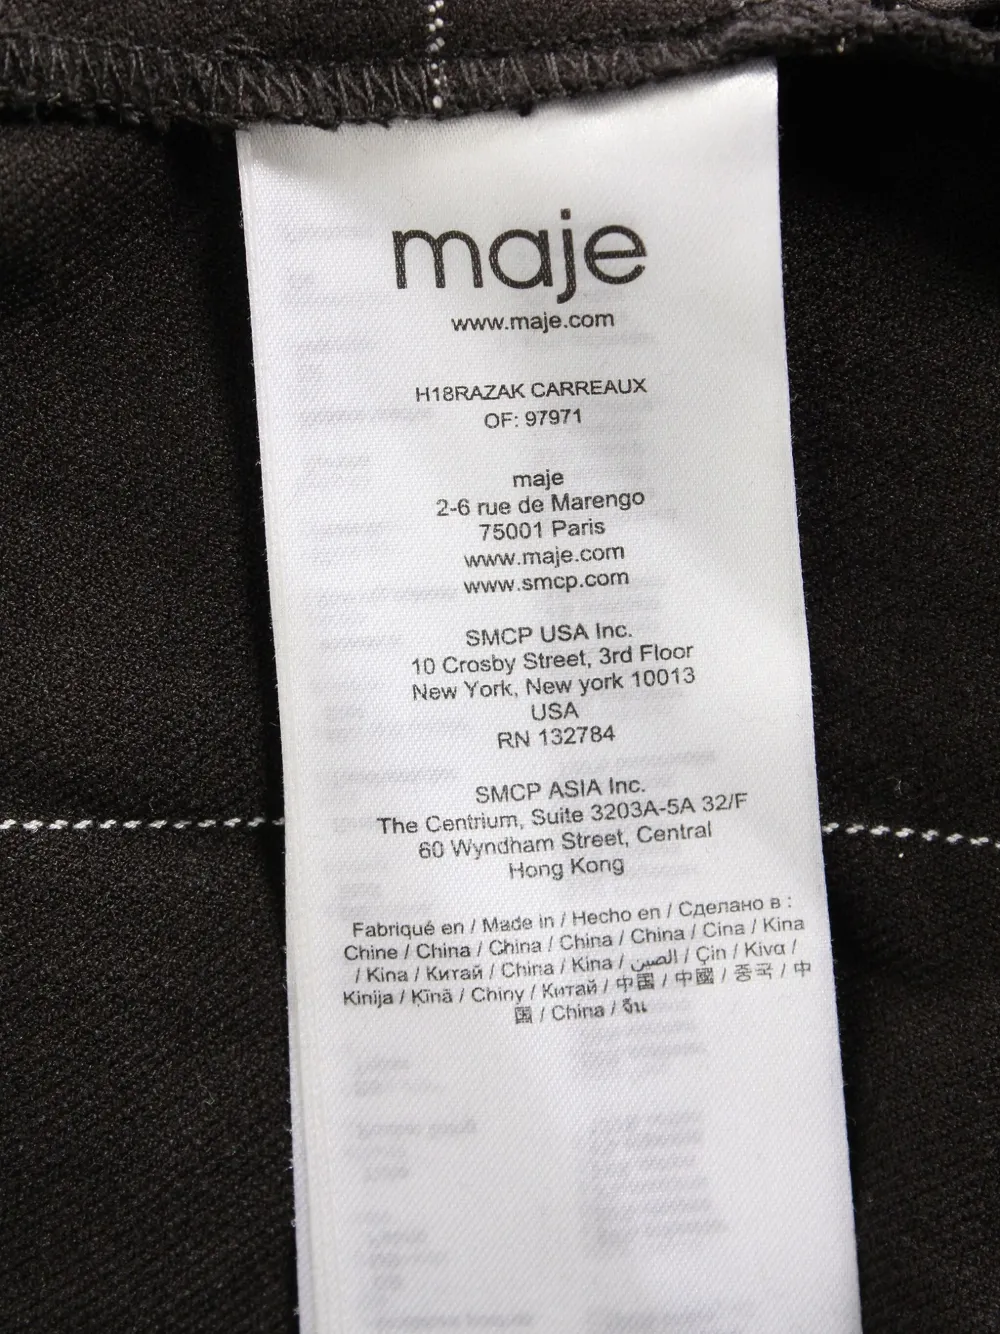 maje
www.maje.com
H18RAZAK CARREAUX
OF: 97971
maje
2-6 rue de Marengo
75001 Paris
www.maje.com
www.smcp.com
SMCP USA Inc.
10 Crosby Street, 3rd Floor
New York, New york 10013
USA
RN 132784
SMCP ASIA Inc.
The Centrium, Suite 3203A-5A 32/F
60 Wyndham Street, Central
Hong Kong
Fabriqué en / Made in / Hecho en / Сделано в :
Chine / China / China / China / China / Cina / Kina
/ Kina / Китай / China / Kina / الصين / Çin / Κίνα /
Kinija / Ķīnā / Chiny / Китай / 中国 / 中國 / 중국 / 中
国 / China / จีน